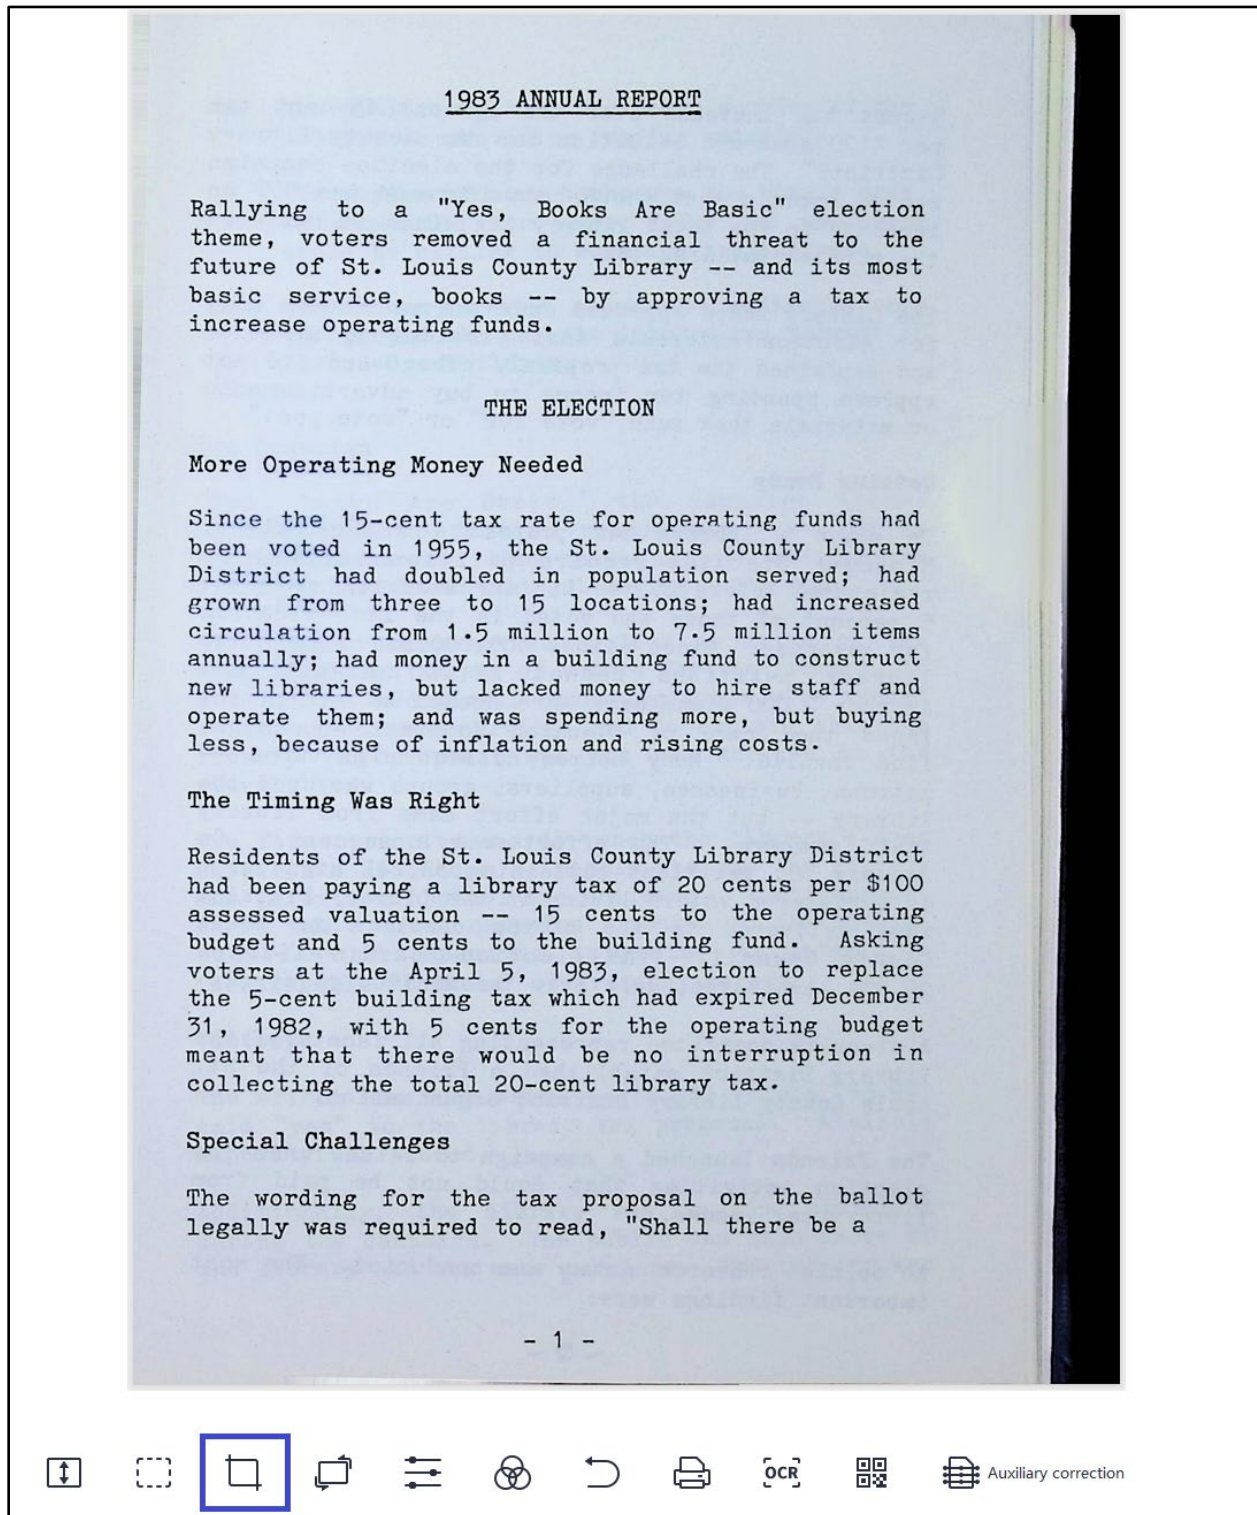 1983 ANNUAL REPORT
Rallying to a "Yes, Books Are Basic" election
theme, voters removed a financial threat to the
future of St. Louis County Library -- and its most
basic service, books -- by approving a tax to
increase operating funds.
THE ELECTION
More Operating Money Needed
Since the 15-cent tax rate for operating funds had
been voted in 1955, the St. Louis County Library
District had doubled in population served; had
grown from three to 15 locations; had increased
circulation from 1.5 million to 7.5 million items
annually; had money in a building fund to construct
new libraries, but lacked money to hire staff and
operate them; and was spending more, but buying
less, because of inflation and rising costs.
The Timing Was Right
Residents of the St. Louis County Library District
had been paying a library tax of 20 cents per $100
assessed valuation -- 15 cents to the operating
budget and 5 cents to the building fund. Asking
voters at the April 5, 1983, election to replace
the 5-cent building tax which had expired December
31, 1982, with 5 cents for the operating budget
meant that there would be no interruption in
collecting the total 20-cent library tax.
Special Challenges
The wording for the tax proposal on the ballot
legally was required to read, "Shall there be a
- 1 -
OCR
Auxiliary correction